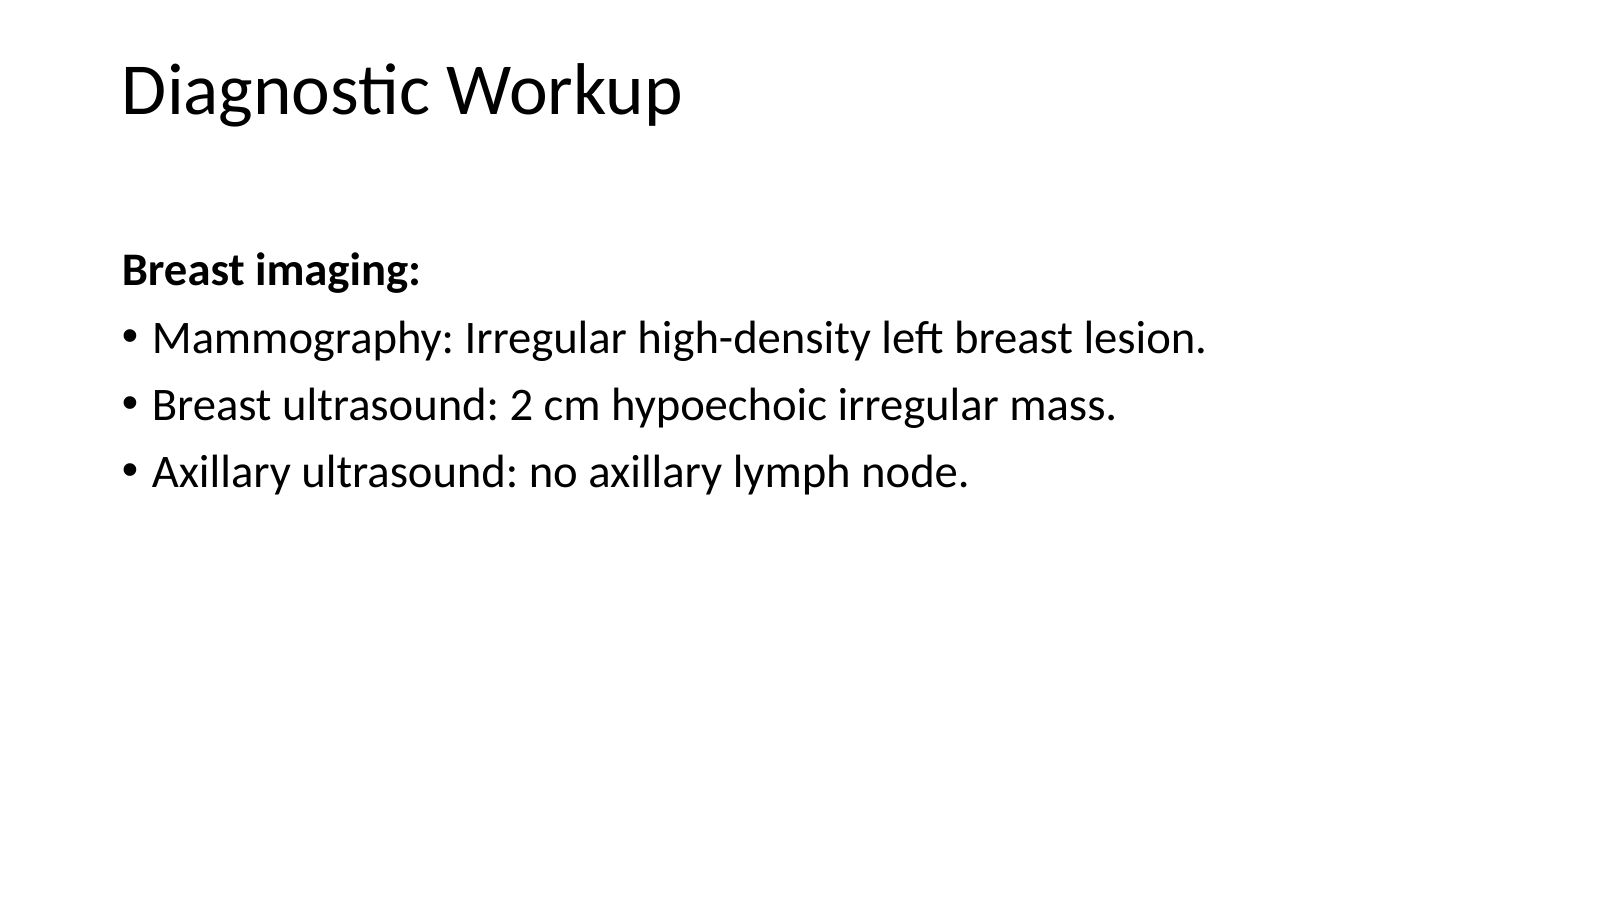 Diagnostic Workup
Breast imaging:
• Mammography: Irregular high-density left breast lesion.
• Breast ultrasound: 2 cm hypoechoic irregular mass.
• Axillary ultrasound: no axillary lymph node.